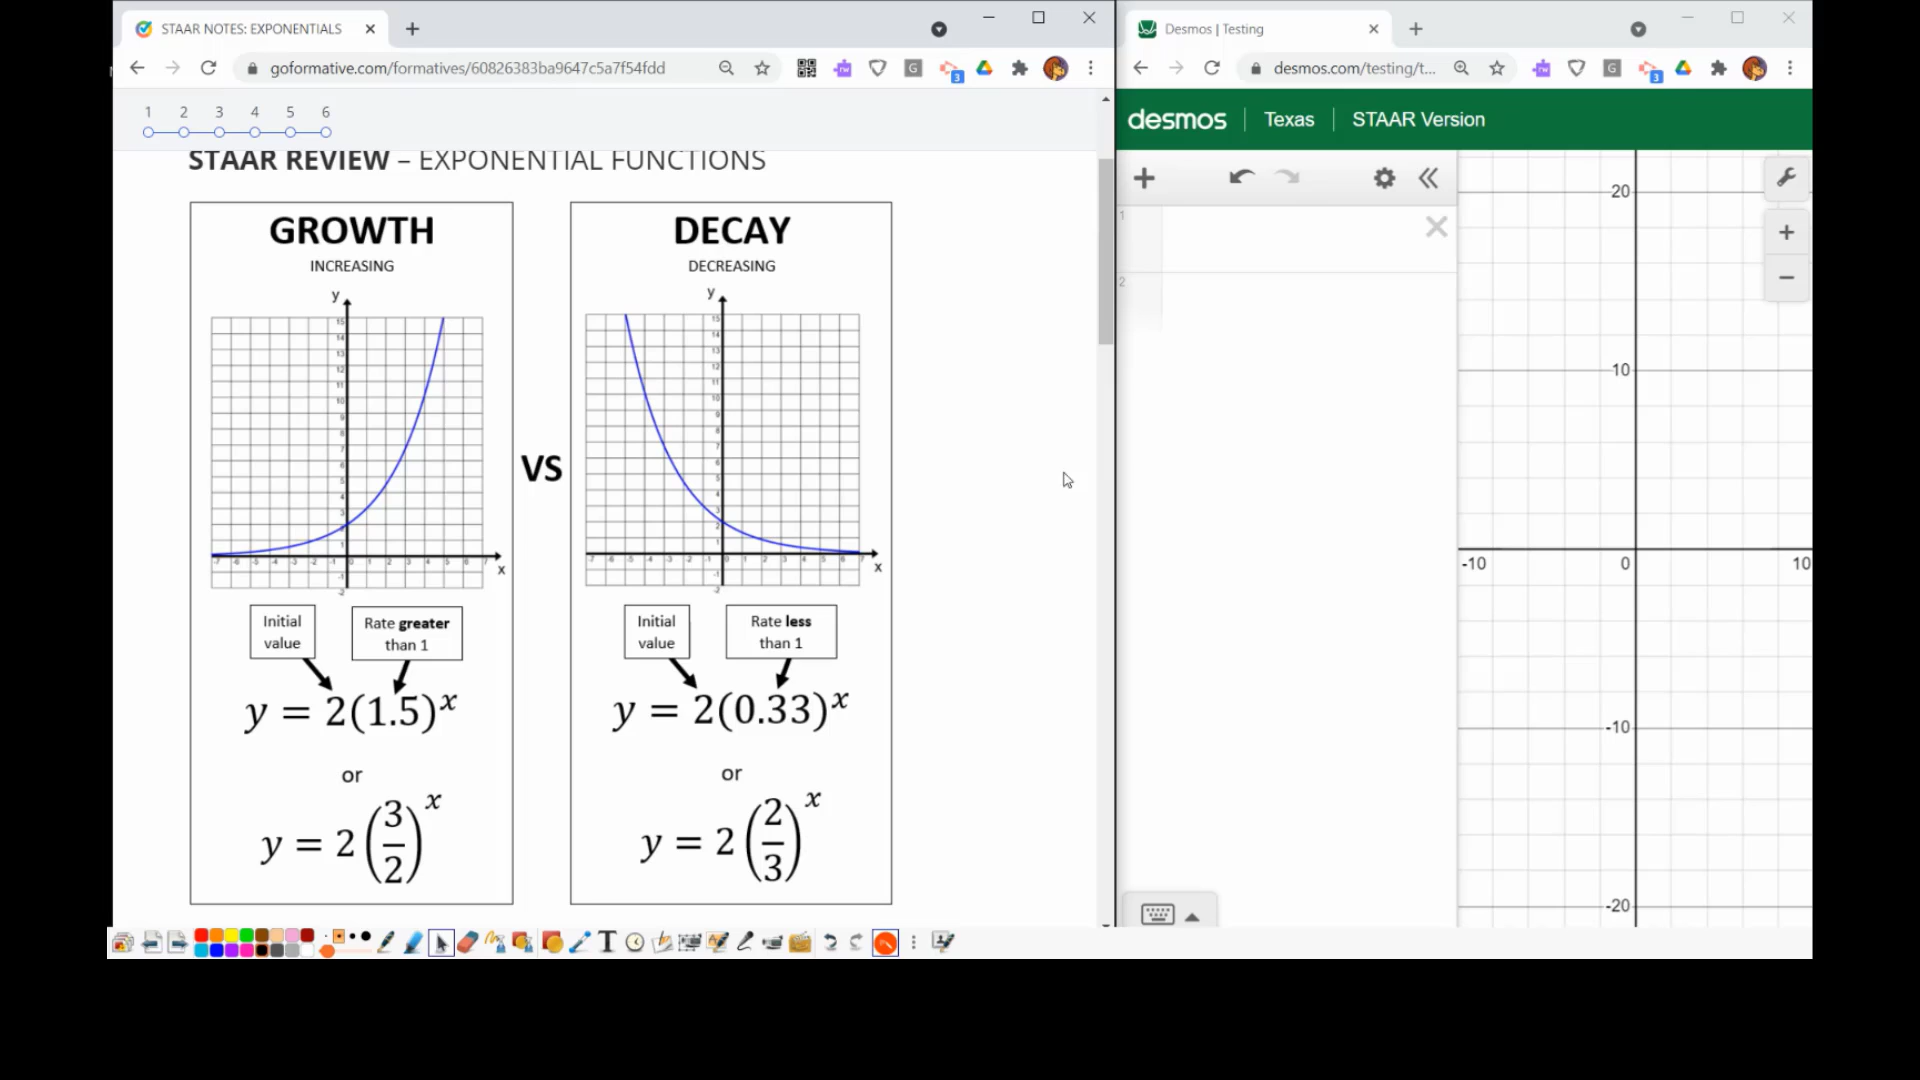 STAAR NOTES: EXPONENTIALS
goformative.com/formatives/60826383ba9647c5a7f54fdd
3
1 2 3 4 5 6
STAAR REVIEW – EXPONENTIAL FUNCTIONS
GROWTH
INCREASING
y
x
Initial value
Rate greater than 1
y = 2(1.5)^x
or
y = 2(3/2)^x
VS
DECAY
DECREASING
y
x
Initial value
Rate less than 1
y = 2(0.33)^x
or
y = 2(2/3)^x
Desmos | Testing
desmos.com/testing/t...
3
desmos | Texas | STAAR Version
1
2
20
10
-10 0 10
-10
-20